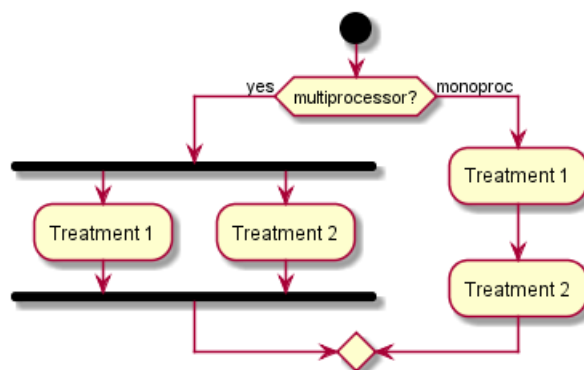 multiprocessor?
yes
monoproc
Treatment 1
Treatment 2
Treatment 1
Treatment 2